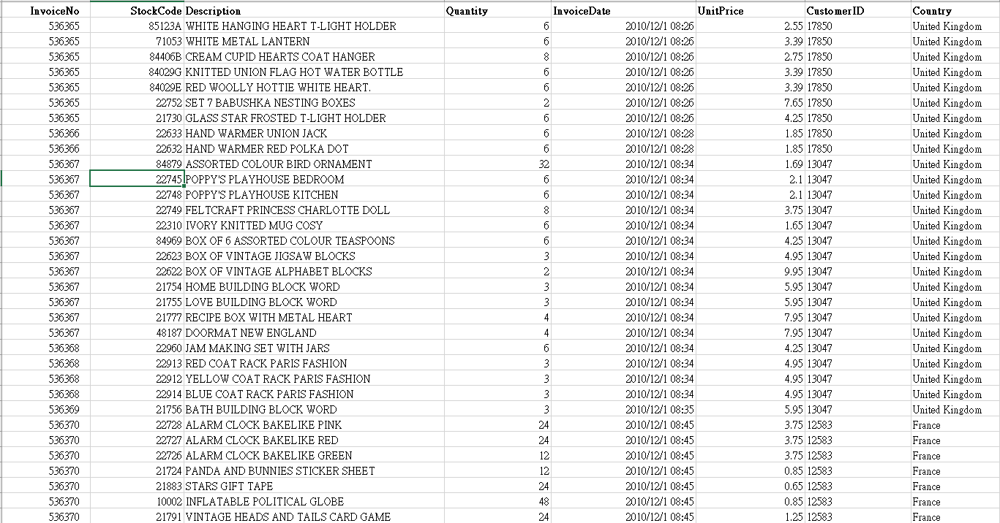 InvoiceNo StockCode Description Quantity InvoiceDate UnitPrice CustomerID Country
536365 85123A WHITE HANGING HEART T-LIGHT HOLDER 6 2010/12/1 08:26 2.55 17850 United Kingdom
536365 71053 WHITE METAL LANTERN 6 2010/12/1 08:26 3.39 17850 United Kingdom
536365 84406B CREAM CUPID HEARTS COAT HANGER 8 2010/12/1 08:26 2.75 17850 United Kingdom
536365 84029G KNITTED UNION FLAG HOT WATER BOTTLE 6 2010/12/1 08:26 3.39 17850 United Kingdom
536365 84029E RED WOOLLY HOTTIE WHITE HEART. 6 2010/12/1 08:26 3.39 17850 United Kingdom
536365 22752 SET 7 BABUSHKA NESTING BOXES 2 2010/12/1 08:26 7.65 17850 United Kingdom
536365 21730 GLASS STAR FROSTED T-LIGHT HOLDER 6 2010/12/1 08:26 4.25 17850 United Kingdom
536366 22633 HAND WARMER UNION JACK 6 2010/12/1 08:28 1.85 17850 United Kingdom
536366 22632 HAND WARMER RED POLKA DOT 6 2010/12/1 08:28 1.85 17850 United Kingdom
536367 84879 ASSORTED COLOUR BIRD ORNAMENT 32 2010/12/1 08:34 1.69 13047 United Kingdom
536367 22745 POPPY'S PLAYHOUSE BEDROOM 6 2010/12/1 08:34 2.1 13047 United Kingdom
536367 22748 POPPY'S PLAYHOUSE KITCHEN 6 2010/12/1 08:34 2.1 13047 United Kingdom
536367 22749 FELTCRAFT PRINCESS CHARLOTTE DOLL 8 2010/12/1 08:34 3.75 13047 United Kingdom
536367 22310 IVORY KNITTED MUG COSY 6 2010/12/1 08:34 1.65 13047 United Kingdom
536367 84969 BOX OF 6 ASSORTED COLOUR TEASPOONS 6 2010/12/1 08:34 4.25 13047 United Kingdom
536367 22623 BOX OF VINTAGE JIGSAW BLOCKS 3 2010/12/1 08:34 4.95 13047 United Kingdom
536367 22622 BOX OF VINTAGE ALPHABET BLOCKS 2 2010/12/1 08:34 9.95 13047 United Kingdom
536367 21754 HOME BUILDING BLOCK WORD 3 2010/12/1 08:34 5.95 13047 United Kingdom
536367 21755 LOVE BUILDING BLOCK WORD 3 2010/12/1 08:34 5.95 13047 United Kingdom
536367 21777 RECIPE BOX WITH METAL HEART 4 2010/12/1 08:34 7.95 13047 United Kingdom
536367 48187 DOORMAT NEW ENGLAND 4 2010/12/1 08:34 7.95 13047 United Kingdom
536368 22960 JAM MAKING SET WITH JARS 6 2010/12/1 08:34 4.25 13047 United Kingdom
536368 22913 RED COAT RACK PARIS FASHION 3 2010/12/1 08:34 4.95 13047 United Kingdom
536368 22912 YELLOW COAT RACK PARIS FASHION 3 2010/12/1 08:34 4.95 13047 United Kingdom
536368 22914 BLUE COAT RACK PARIS FASHION 3 2010/12/1 08:34 4.95 13047 United Kingdom
536369 21756 BATH BUILDING BLOCK WORD 3 2010/12/1 08:35 5.95 13047 United Kingdom
536370 22728 ALARM CLOCK BAKELIKE PINK 24 2010/12/1 08:45 3.75 12583 France
536370 22727 ALARM CLOCK BAKELIKE RED 24 2010/12/1 08:45 3.75 12583 France
536370 22726 ALARM CLOCK BAKELIKE GREEN 12 2010/12/1 08:45 3.75 12583 France
536370 21724 PANDA AND BUNNIES STICKER SHEET 12 2010/12/1 08:45 0.85 12583 France
536370 21883 STARS GIFT TAPE 24 2010/12/1 08:45 0.65 12583 France
536370 10002 INFLATABLE POLITICAL GLOBE 48 2010/12/1 08:45 0.85 12583 France
536370 21791 VINTAGE HEADS AND TAILS CARD GAME 24 2010/12/1 08:45 1.25 12583 France